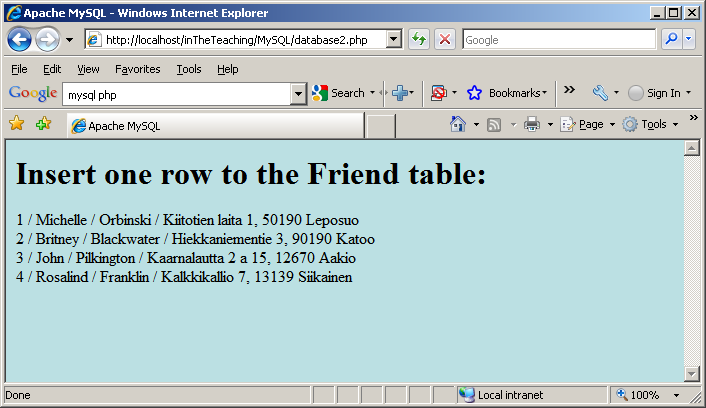 Apache MySQL - Windows Internet Explorer
http://localhost/inTheTeaching/MySQL/database2.php
Google
File Edit View Favorites Tools Help
Google mysql php Search Bookmarks Sign In
Apache MySQL Page Tools
Insert one row to the Friend table:
1 / Michelle / Orbinski / Kiitotien laita 1, 50190 Leposuo
2 / Britney / Blackwater / Hiekkaniementie 3, 90190 Katoo
3 / John / Pilkington / Kaarnalautta 2 a 15, 12670 Aakio
4 / Rosalind / Franklin / Kalkkikallio 7, 13139 Siikainen
Done Local intranet 100%